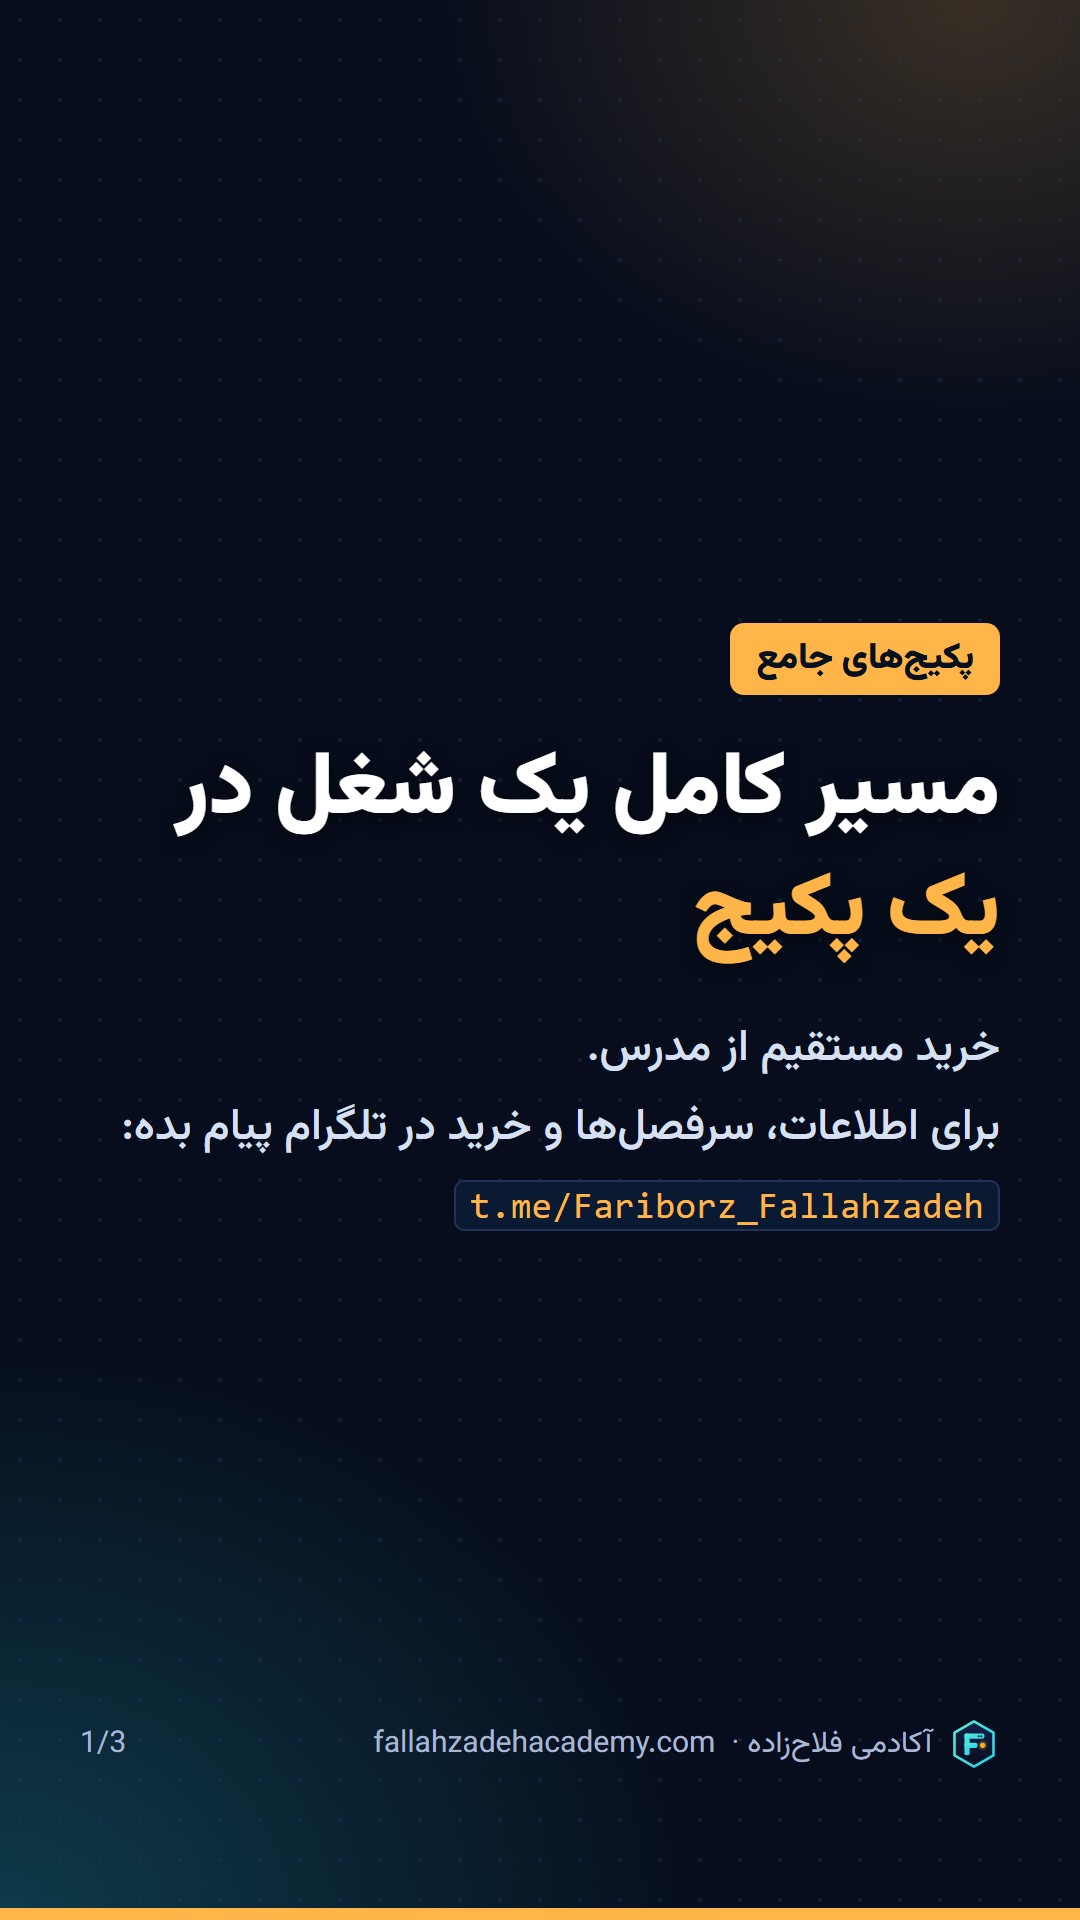 پکیج‌های جامع
مسیر کامل یک شغل در
یک پکیج
خرید مستقیم از مدرس.
برای اطلاعات، سرفصل‌ها و خرید در تلگرام پیام بده:
t.me/Fariborz_Fallahzadeh
آکادمی فلاح‌زاده · fallahzadehacademy.com
1/3